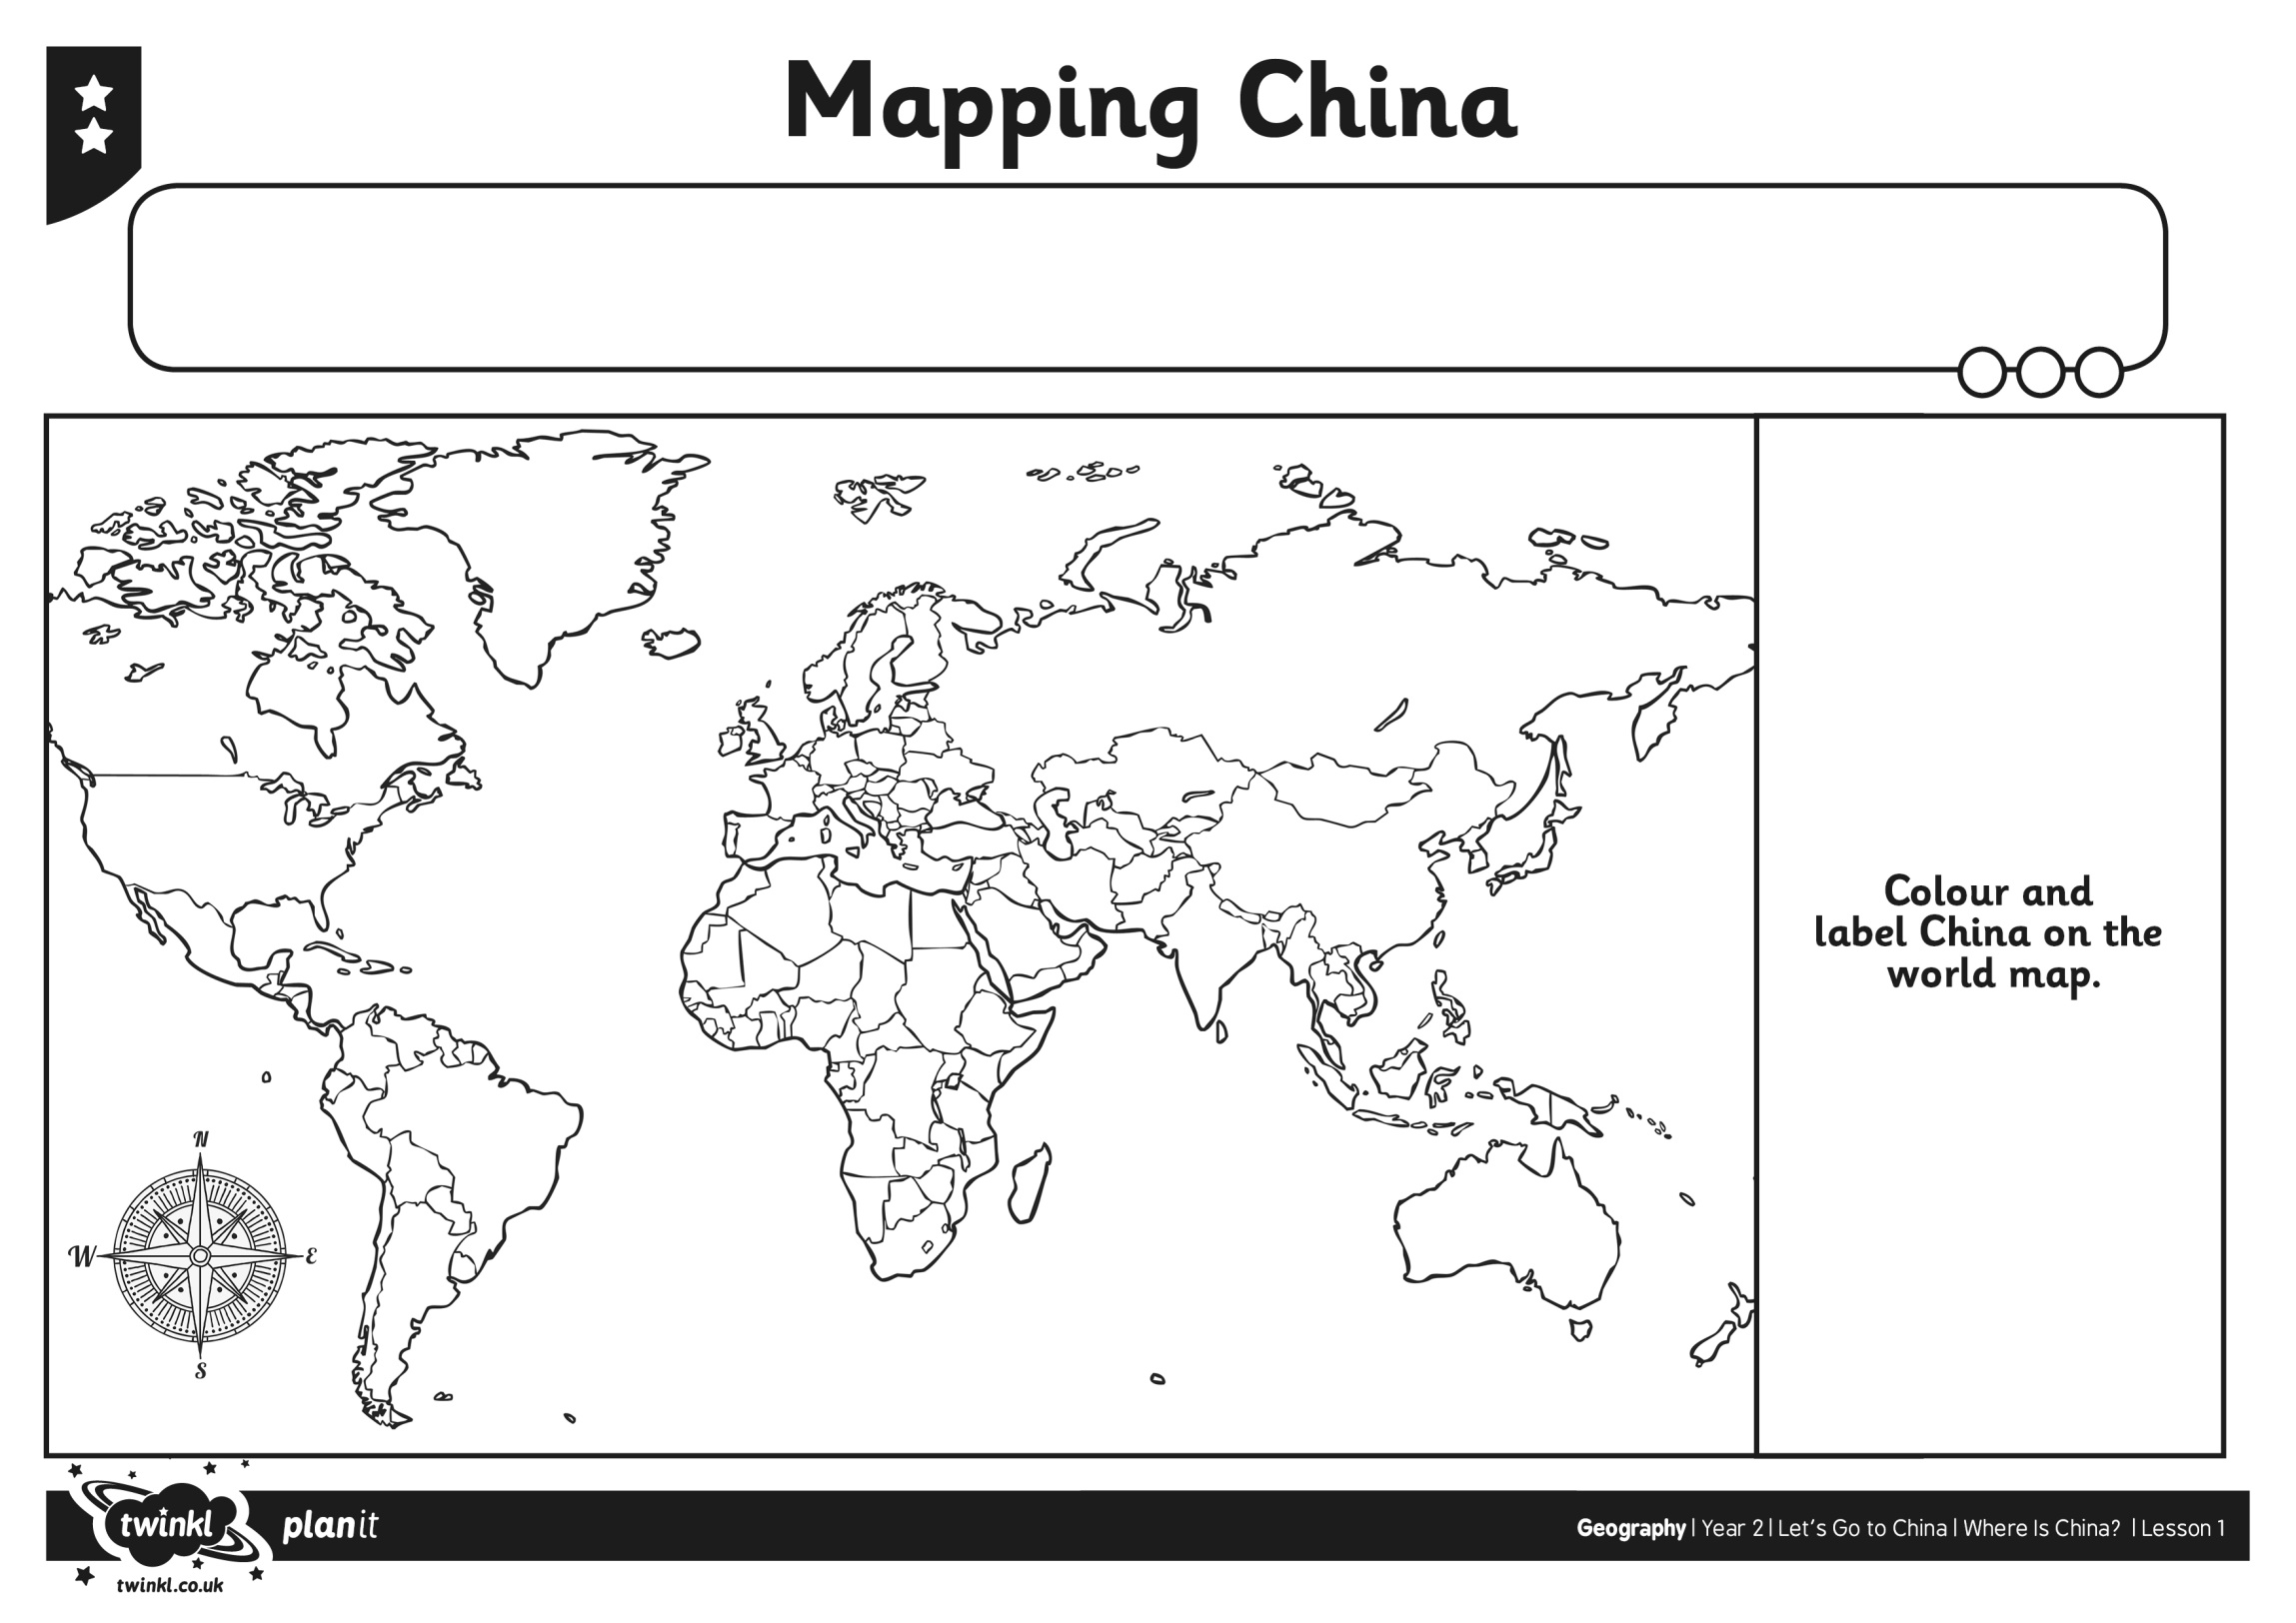 Mapping China
Colour and
label China on the
world map.
N
W
E
S
twinkl
planit
Geography | Year 2 | Let's Go to China | Where Is China? | Lesson 1
twinkl.co.uk